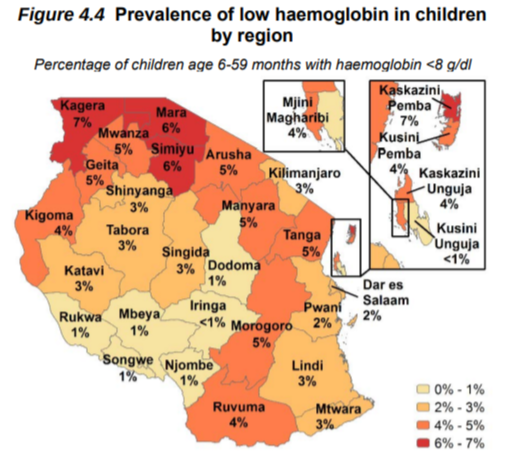 Figure 4.4 Prevalence of low haemoglobin in children
by region
Percentage of children age 6-59 months with haemoglobin <8 g/dl
Kagera
7%
Mara
6%
Mwanza
5%
Simiyu
6%
Geita
5%
Shinyanga
3%
Arusha
5%
Kilimanjaro
3%
Manyara
5%
Kigoma
4%
Tabora
3%
Singida
3%
Dodoma
1%
Tanga
5%
Katavi
3%
Rukwa
1%
Mbeya
1%
Iringa
<1%
Morogoro
5%
Pwani
2%
Dar es
Salaam
2%
Songwe
1%
Njombe
1%
Lindi
3%
Ruvuma
4%
Mtwara
3%
Mjini
Magharibi
4%
Kaskazini
Pemba
7%
Kusini
Pemba
4%
Kaskazini
Unguja
4%
Kusini
Unguja
<1%
0% - 1%
2% - 3%
4% - 5%
6% - 7%